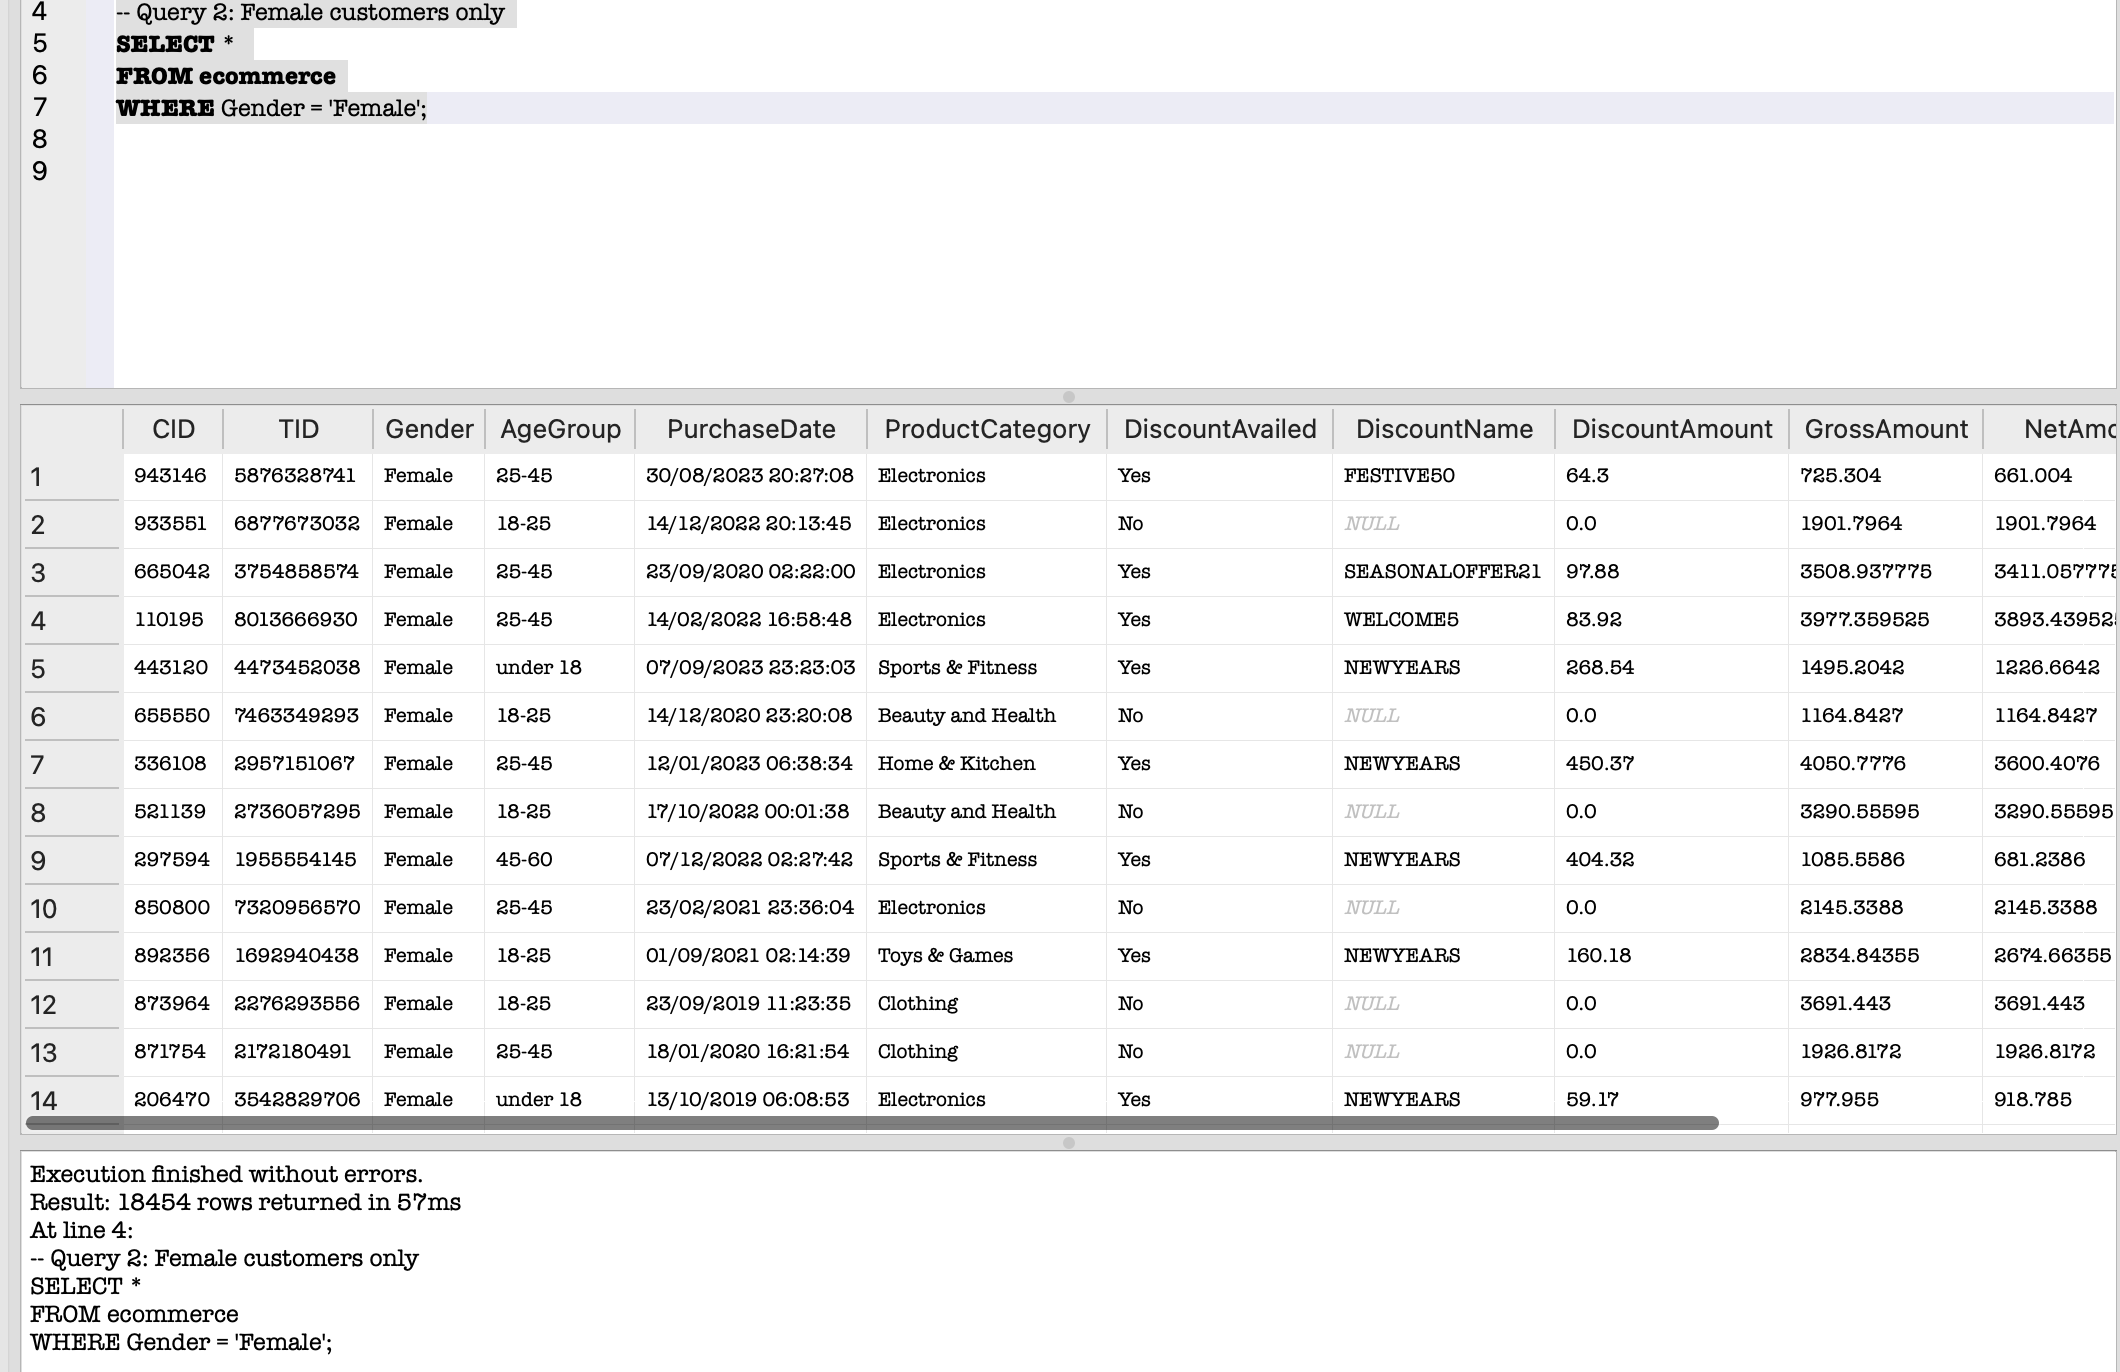 4 -- Query 2: Female customers only
5 SELECT *
6 FROM ecommerce
7 WHERE Gender = 'Female';
8
9
CID TID Gender AgeGroup PurchaseDate ProductCategory DiscountAvailed DiscountName DiscountAmount GrossAmount NetAmo
1 943146 5876328741 Female 25-45 30/08/2023 20:27:08 Electronics Yes FESTIVE50 64.3 725.304 661.004
2 933551 6877673032 Female 18-25 14/12/2022 20:13:45 Electronics No NULL 0.0 1901.7964 1901.7964
3 665042 3754858574 Female 25-45 23/09/2020 02:22:00 Electronics Yes SEASONALOFFER21 97.88 3508.937775 3411.057775
4 110195 8013666930 Female 25-45 14/02/2022 16:58:48 Electronics Yes WELCOME5 83.92 3977.359525 3893.43952
5 443120 4473452038 Female under 18 07/09/2023 23:23:03 Sports & Fitness Yes NEWYEARS 268.54 1495.2042 1226.6642
6 655550 7463349293 Female 18-25 14/12/2020 23:20:08 Beauty and Health No NULL 0.0 1164.8427 1164.8427
7 336108 2957151067 Female 25-45 12/01/2023 06:38:34 Home & Kitchen Yes NEWYEARS 450.37 4050.7776 3600.4076
8 521139 2736057295 Female 18-25 17/10/2022 00:01:38 Beauty and Health No NULL 0.0 3290.55595 3290.55595
9 297594 1955554145 Female 45-60 07/12/2022 02:27:42 Sports & Fitness Yes NEWYEARS 404.32 1085.5586 681.2386
10 850800 7320956570 Female 25-45 23/02/2021 23:36:04 Electronics No NULL 0.0 2145.3388 2145.3388
11 892356 1692940438 Female 18-25 01/09/2021 02:14:39 Toys & Games Yes NEWYEARS 160.18 2834.84355 2674.66355
12 873964 2276293556 Female 18-25 23/09/2019 11:23:35 Clothing No NULL 0.0 3691.443 3691.443
13 871754 2172180491 Female 25-45 18/01/2020 16:21:54 Clothing No NULL 0.0 1926.8172 1926.8172
14 206470 3542829706 Female under 18 13/10/2019 06:08:53 Electronics Yes NEWYEARS 59.17 977.955 918.785
Execution finished without errors.
Result: 18454 rows returned in 57ms
At line 4:
-- Query 2: Female customers only
SELECT *
FROM ecommerce
WHERE Gender = 'Female';